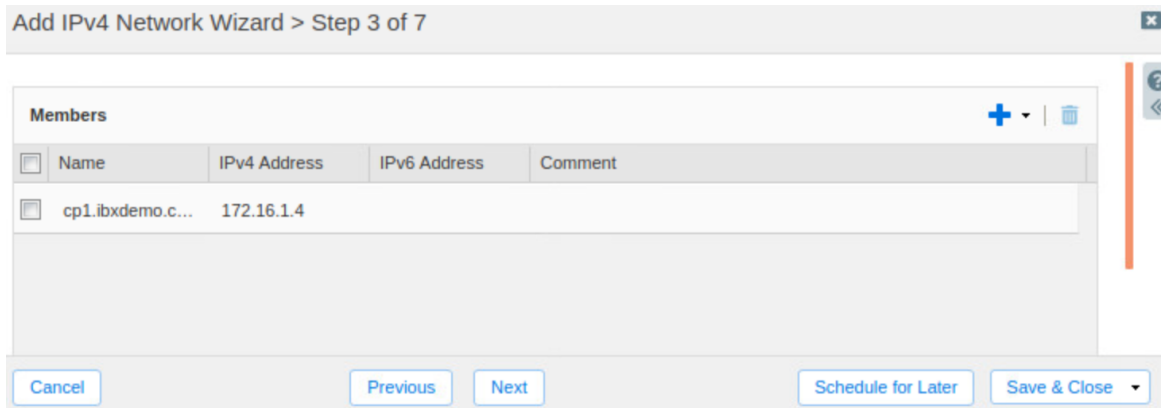 Add IPv4 Network Wizard > Step 3 of 7
Members
Name IPv4 Address IPv6 Address Comment
cp1.ibxdemo.c... 172.16.1.4
Cancel Previous Next Schedule for Later Save & Close